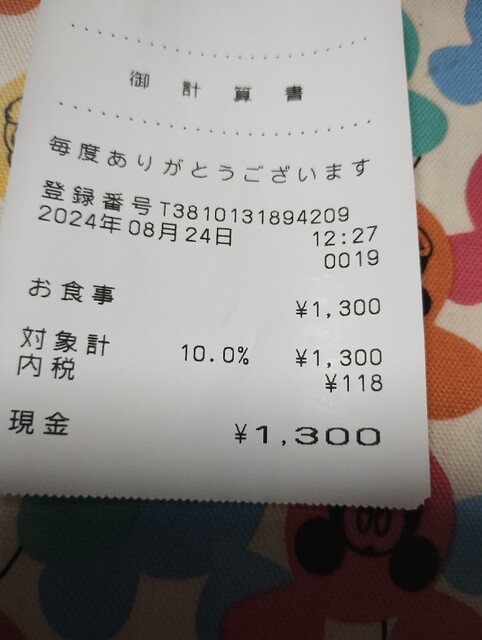 御計算書
毎度ありがとうございます
登録番号T3810131894209
2024年08月24日 12:27
0019
お食事 ¥1,300
対象計 10.0% ¥1,300
内税 ¥118
現金 ¥1,300